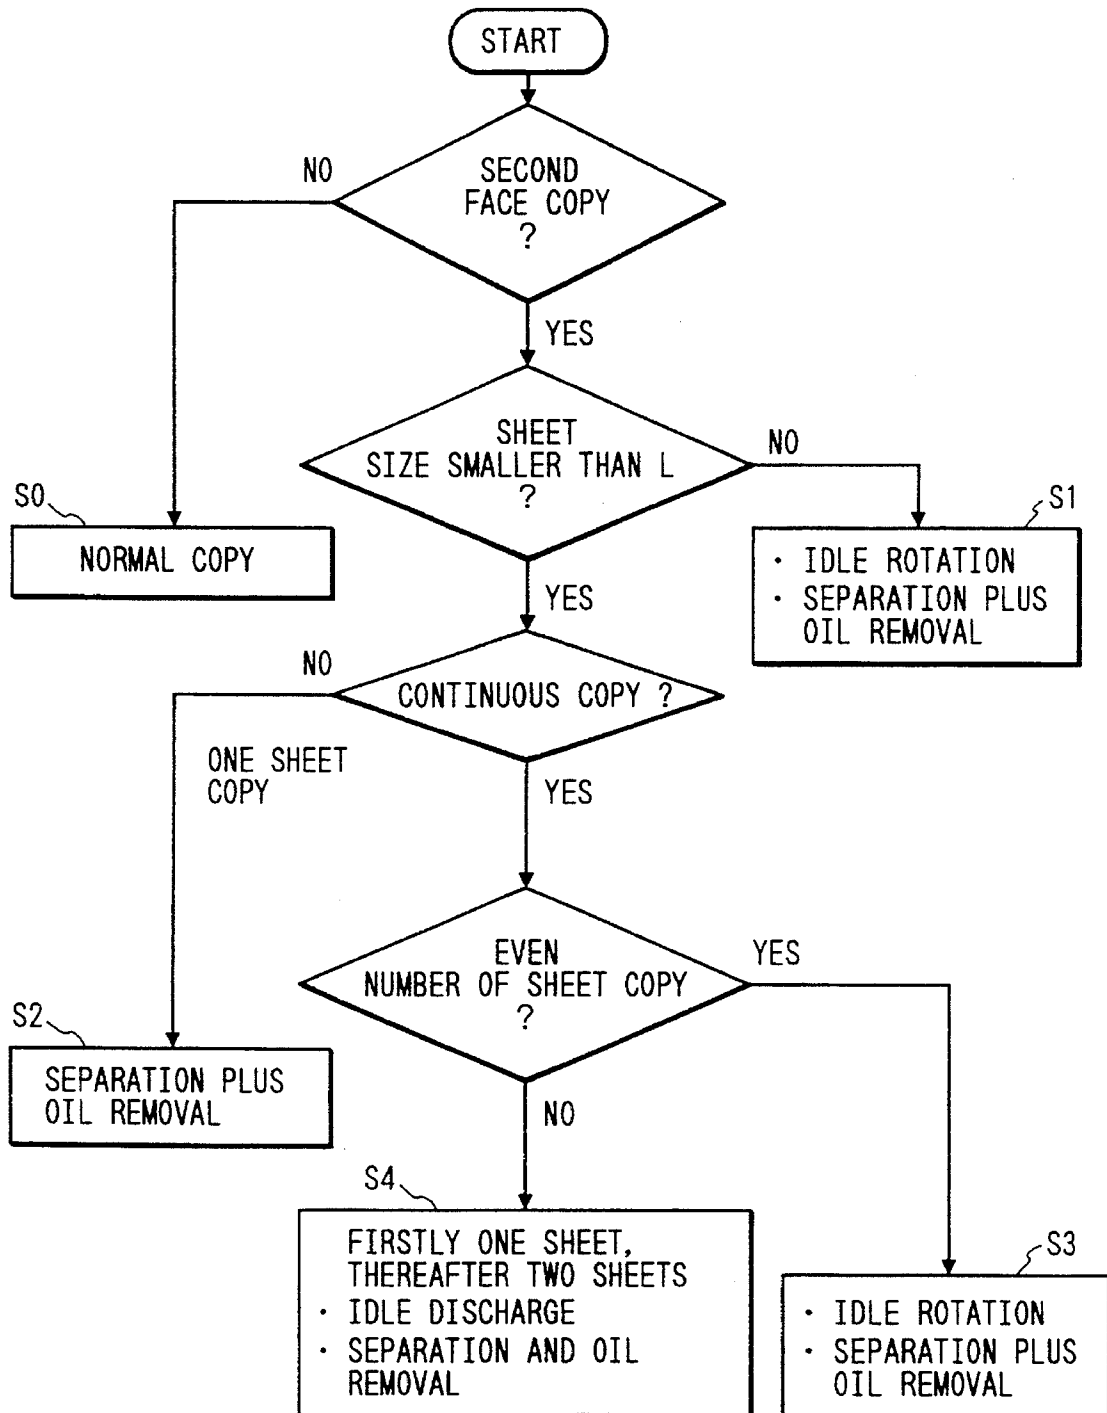 START
SECOND
FACE COPY
?
NO
YES
SHEET
SIZE SMALLER THAN L
?
NO
S0
NORMAL COPY
S1
· IDLE ROTATION
· SEPARATION PLUS
OIL REMOVAL
YES
NO
CONTINUOUS COPY ?
ONE SHEET
COPY
YES
EVEN
NUMBER OF SHEET COPY
?
YES
S2
SEPARATION PLUS
OIL REMOVAL
NO
S4
FIRSTLY ONE SHEET,
THEREAFTER TWO SHEETS
· IDLE DISCHARGE
· SEPARATION AND OIL
REMOVAL
S3
· IDLE ROTATION
· SEPARATION PLUS
OIL REMOVAL